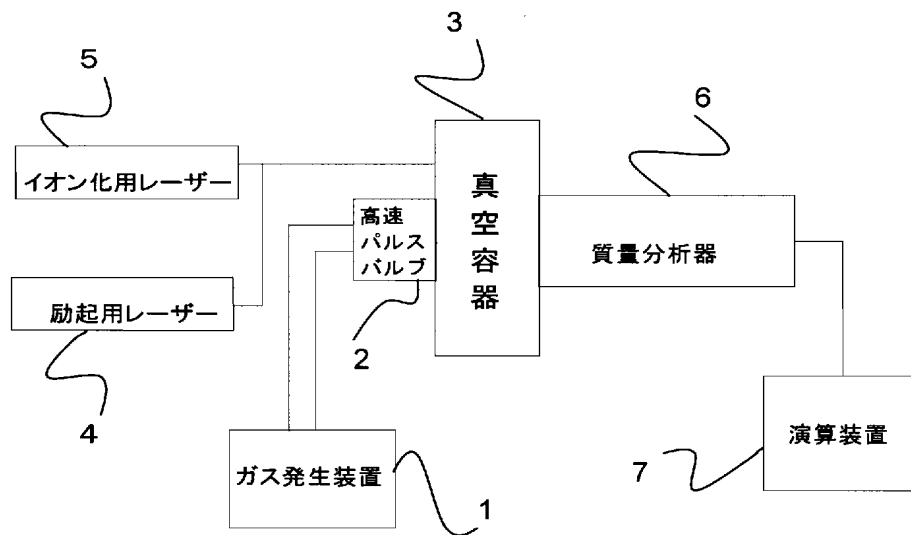 3
5
6
イオン化用レーザー
真空容器
高速
パルス
バルブ
質量分析器
励起用レーザー
2
4
演算装置
ガス発生装置
7
1